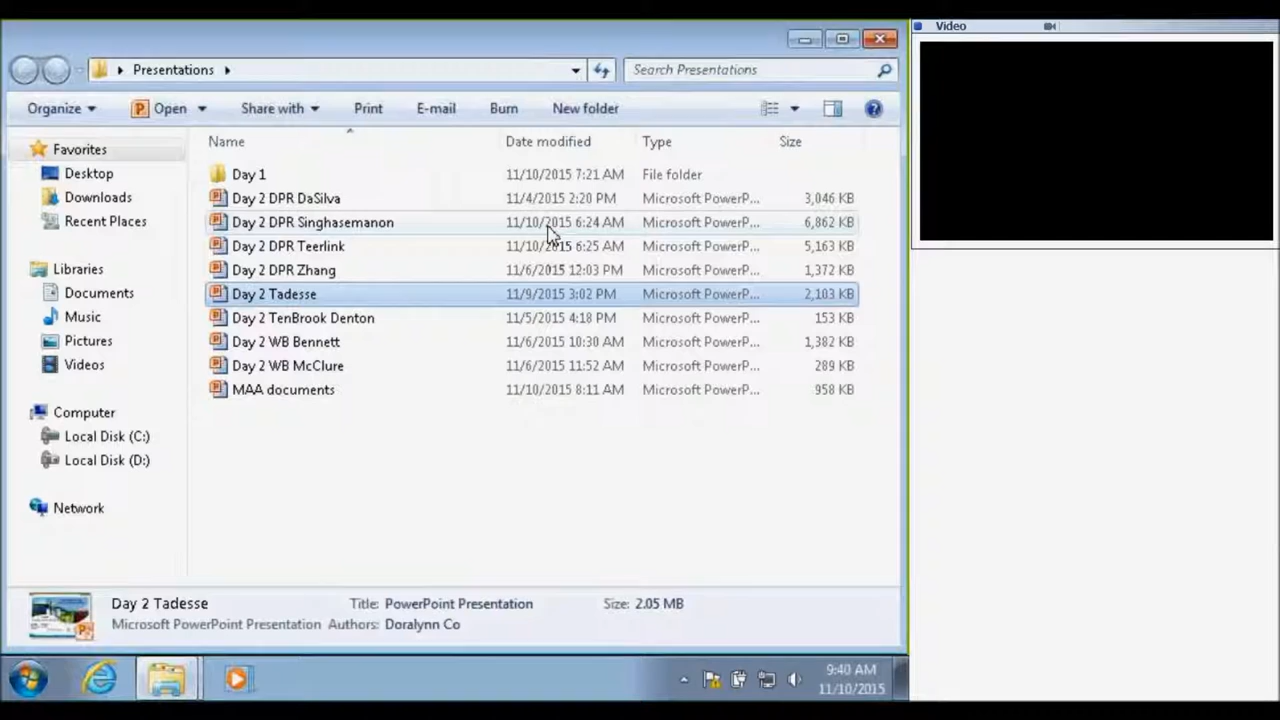 Video
Presentations
Search Presentations
Organize Open Share with Print E-mail Burn New folder
Name Date modified Type Size
Favorites
Desktop
Downloads
Recent Places
Libraries
Documents
Music
Pictures
Videos
Computer
Local Disk (C:)
Local Disk (D:)
Network
Day 1 11/10/2015 7:21 AM File folder
Day 2 DPR DaSilva 11/4/2015 2:20 PM Microsoft PowerP... 3,046 KB
Day 2 DPR Singhasemanon 11/10/2015 6:24 AM Microsoft PowerP... 6,862 KB
Day 2 DPR Teerlink 11/10/2015 6:25 AM Microsoft PowerP... 5,163 KB
Day 2 DPR Zhang 11/6/2015 12:03 PM Microsoft PowerP... 1,372 KB
Day 2 Tadesse 11/9/2015 3:02 PM Microsoft PowerP... 2,103 KB
Day 2 TenBrook Denton 11/5/2015 4:18 PM Microsoft PowerP... 153 KB
Day 2 WB Bennett 11/6/2015 10:30 AM Microsoft PowerP... 1,382 KB
Day 2 WB McClure 11/6/2015 11:52 AM Microsoft PowerP... 289 KB
MAA documents 11/10/2015 8:11 AM Microsoft PowerP... 958 KB
Day 2 Tadesse Title: PowerPoint Presentation Size: 2.05 MB
Microsoft PowerPoint Presentation Authors: Doralynn Co
9:40 AM
11/10/2015